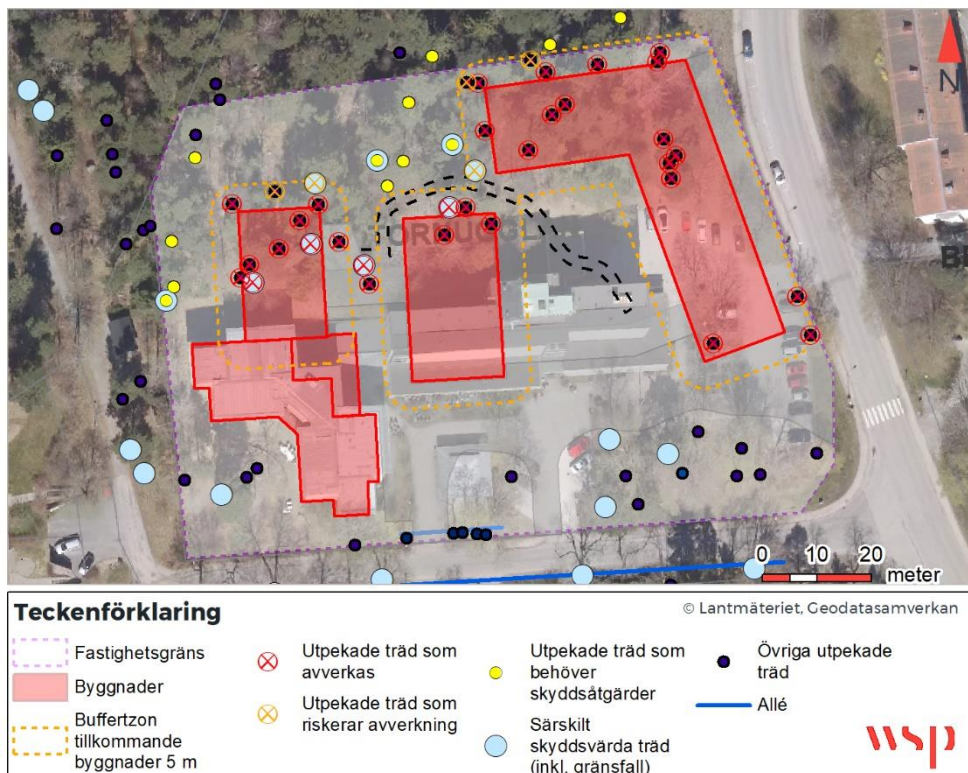 N
0 10 20
meter
Teckenförklaring
© Lantmäteriet, Geodatasamverkan
Fastighetsgräns
Byggnader
Buffertzon
tillkommande
byggnader 5 m
Utpekade träd som
avverkas
Utpekade träd som
riskerar avverkning
Utpekade träd som
behöver
skyddsåtgärder
Särskilt
skyddsvärda träd
(inkl. gränsfall)
Övriga utpekade
träd
Allé
wsp